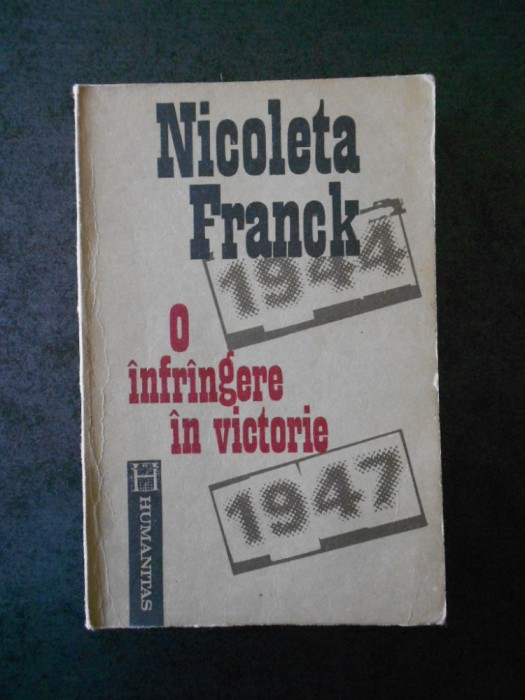 Nicoleta
Franck
1944
O
înfrîngere
în victorie
1947
HUMANITAS